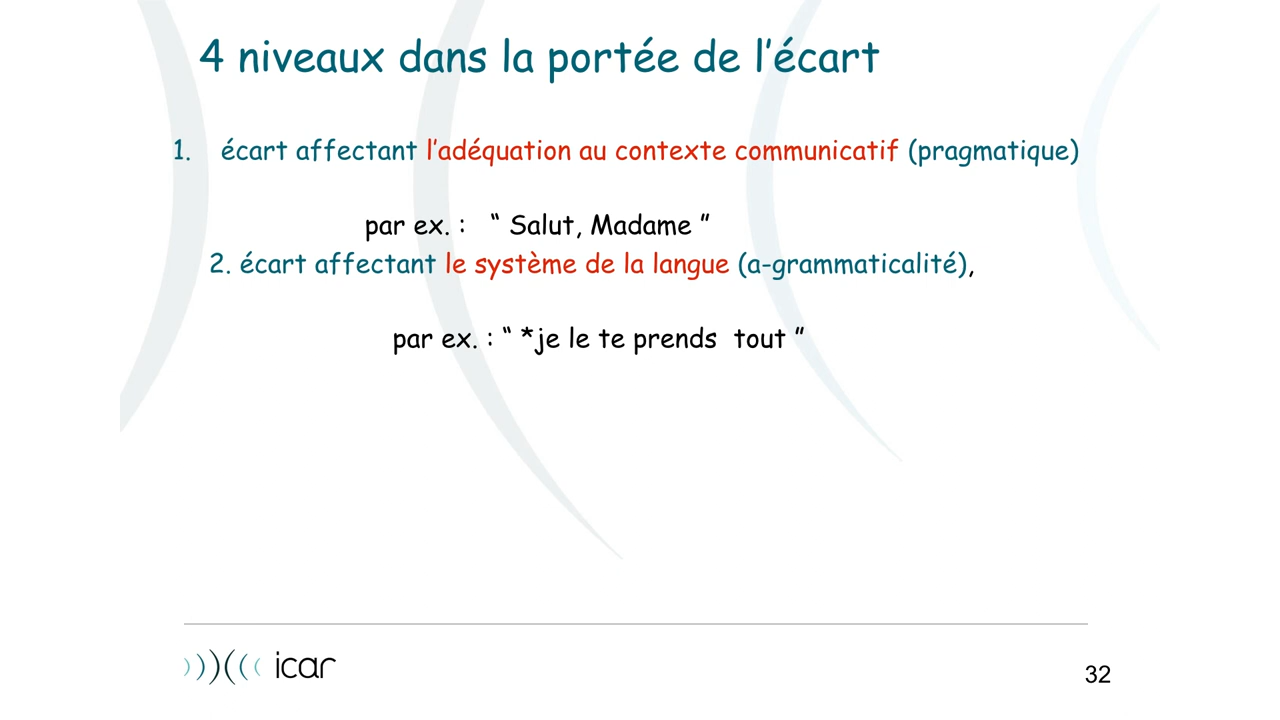 4 niveaux dans la portée de l’écart
1. écart affectant l’adéquation au contexte communicatif (pragmatique)
par ex. : “ Salut, Madame ”
2. écart affectant le système de la langue (a-grammaticalité),
par ex. : “ *je le te prends tout ”
)))((( icar
32